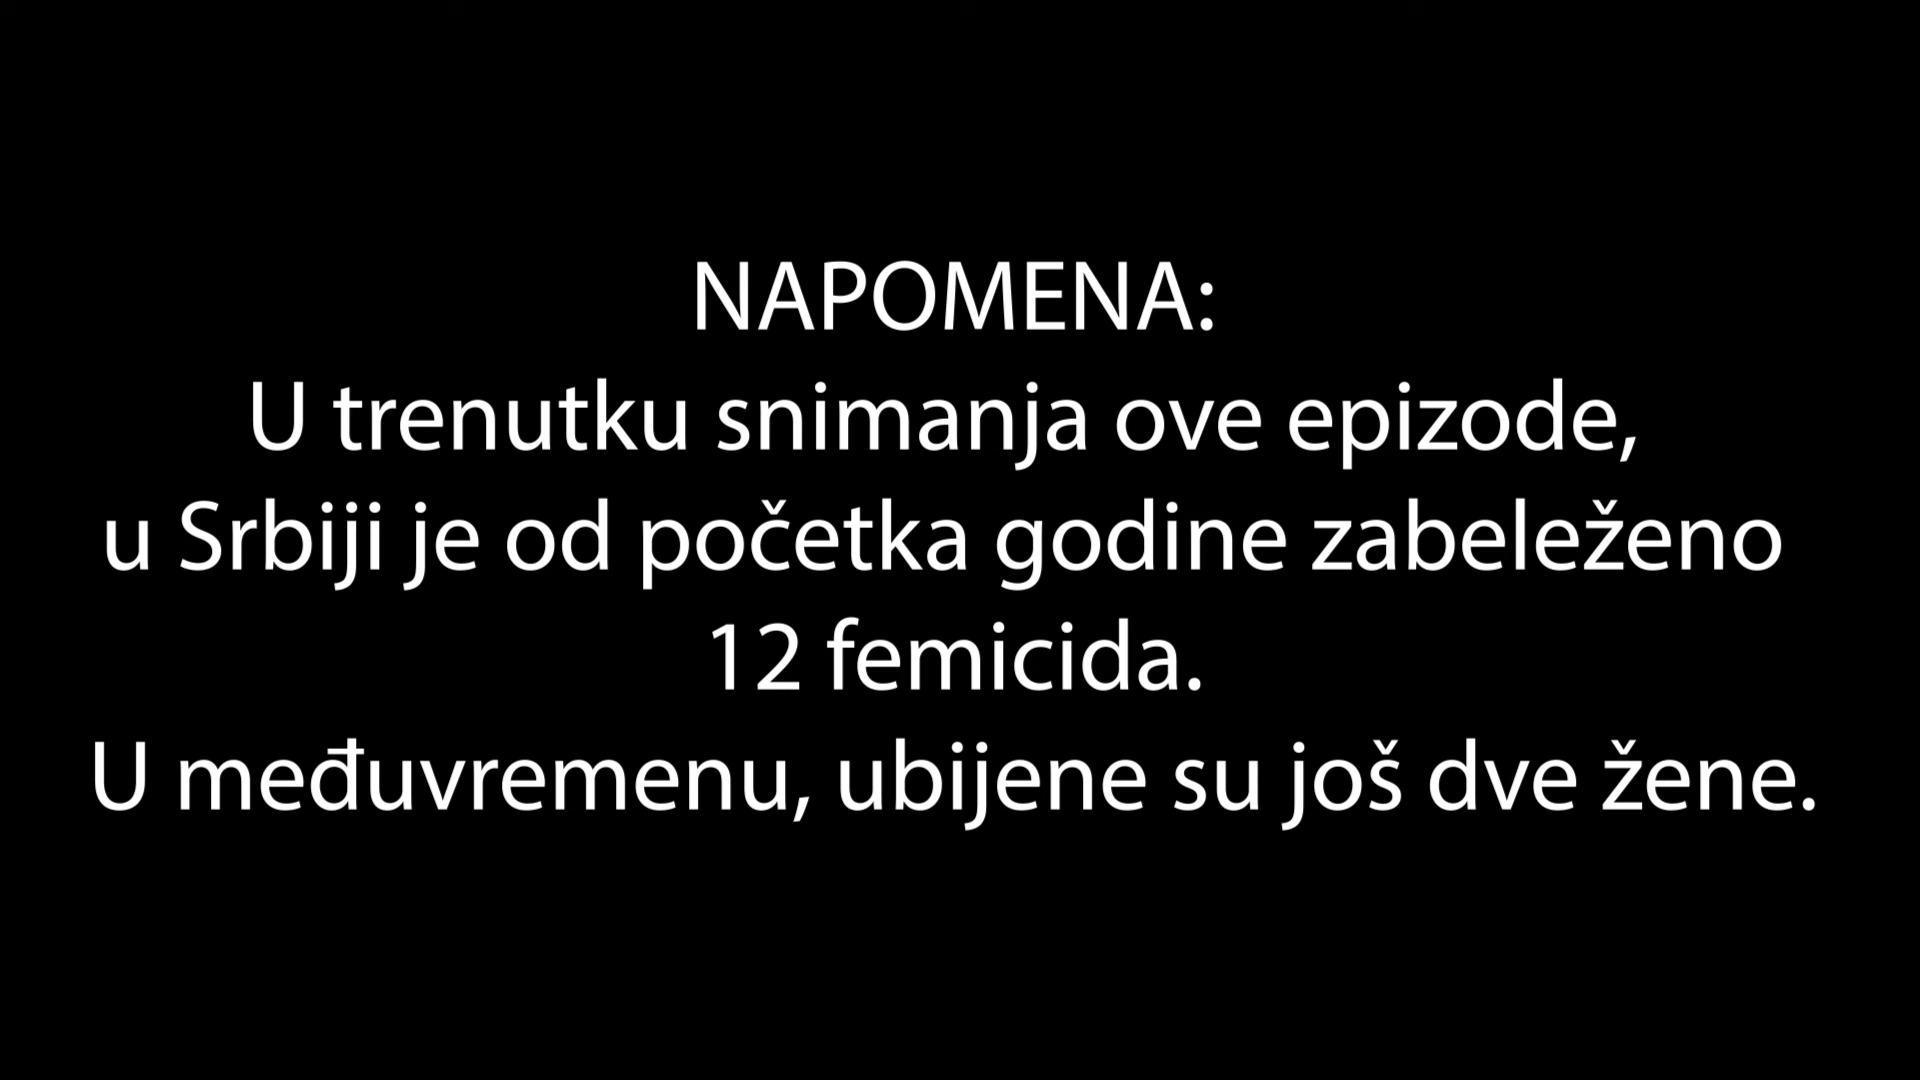 NAPOMENA:
U trenutku snimanja ove epizode,
u Srbiji je od početka godine zabeleženo
12 femicida.
U međuvremenu, ubijene su još dve žene.